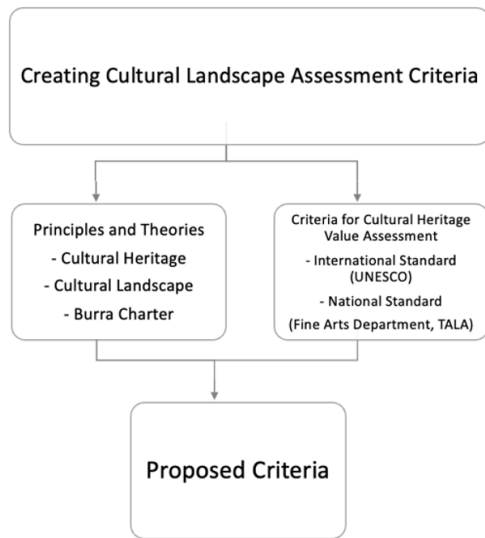 Creating Cultural Landscape Assessment Criteria
Principles and Theories
- Cultural Heritage
- Cultural Landscape
- Burra Charter
Criteria for Cultural Heritage
Value Assessment
- International Standard
(UNESCO)
- National Standard
(Fine Arts Department, TALA)
Proposed Criteria